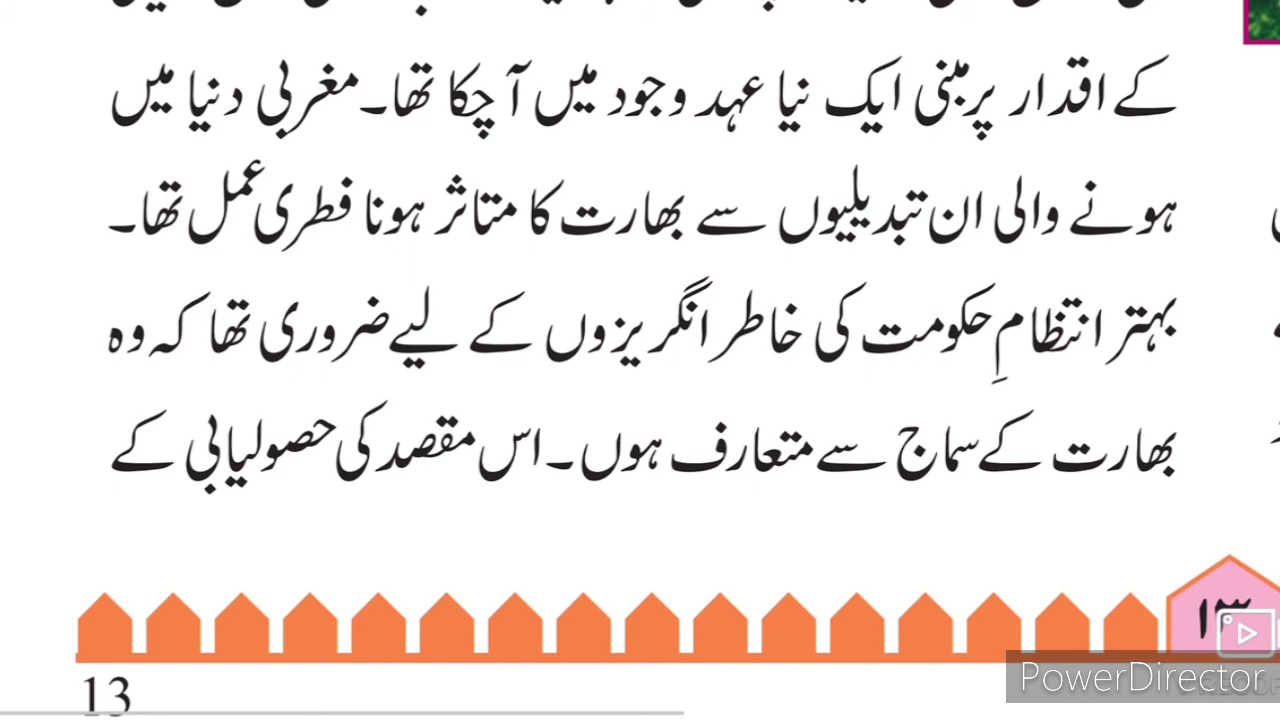 کے اقدار پر مبنی ایک نیا عہد وجود میں آ چکا تھا۔ مغربی دنیا میں
ہونے والی ان تبدیلیوں سے بھارت کا متاثر ہونا فطری عمل تھا۔
بہتر انتظامِ حکومت کی خاطر انگریزوں کے لیے ضروری تھا کہ وہ
بھارت کے سماج سے متعارف ہوں۔ اس مقصد کی حصولیابی کے
۱۳
13
PowerDirector